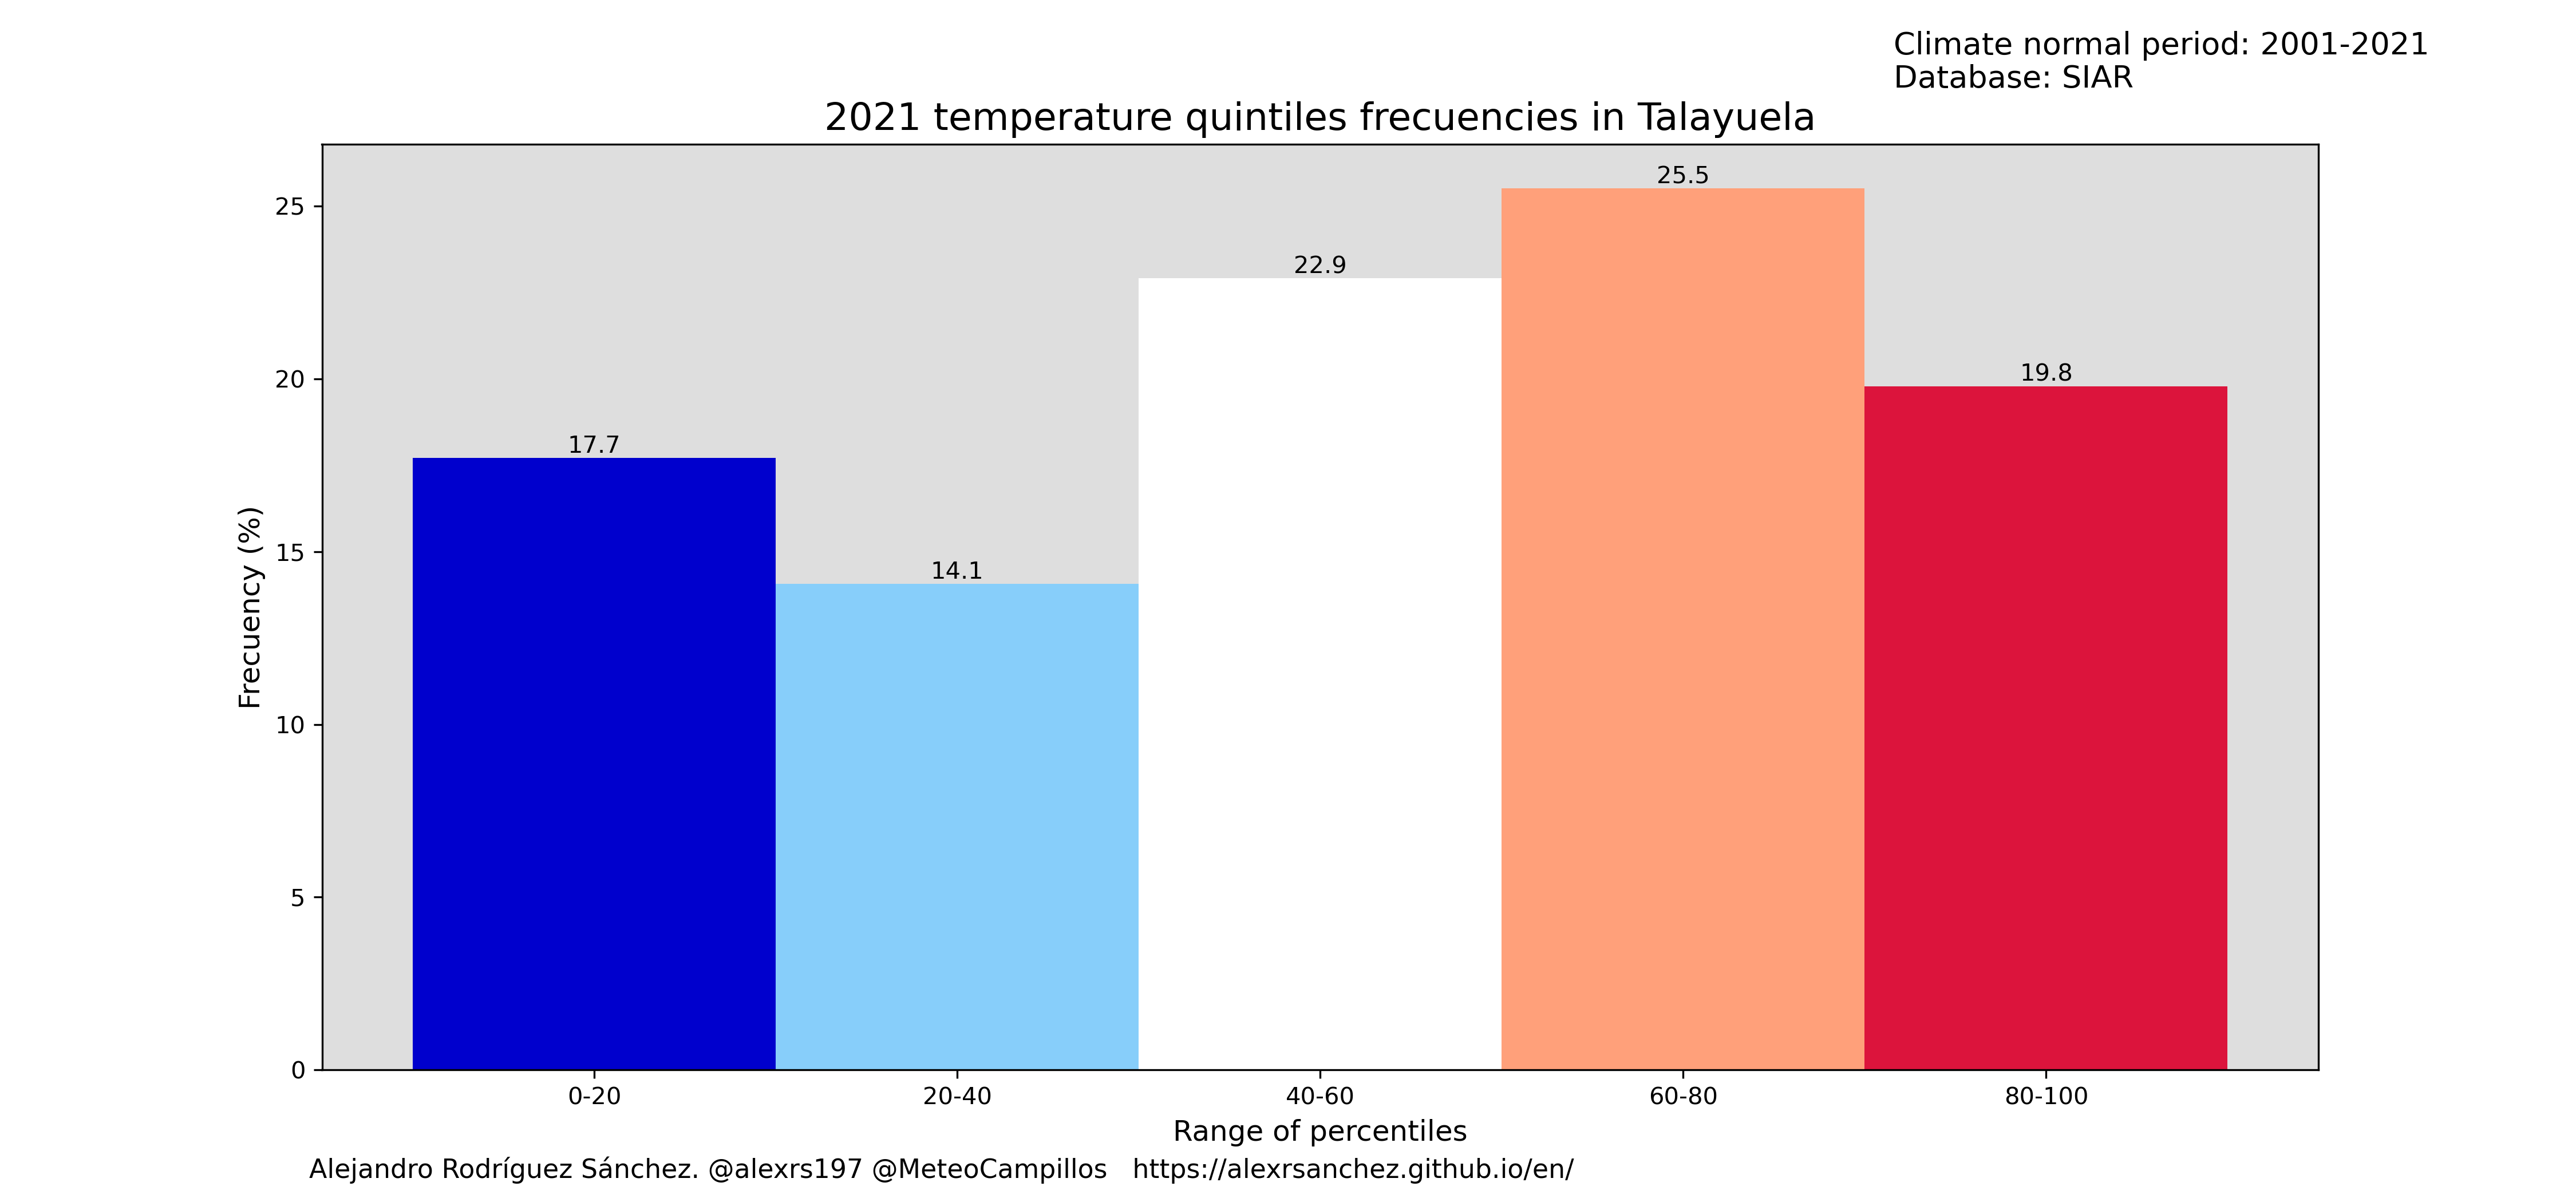 Climate normal period: 2001-2021
Database: SIAR
2021 temperature quintiles frecuencies in Talayuela
Frecuency (%)
25
20
15
10
5
0
17.7
14.1
22.9
25.5
19.8
0-20
20-40
40-60
60-80
80-100
Range of percentiles
Alejandro Rodríguez Sánchez. @alexrs197 @MeteoCampillos https://alexrsanchez.github.io/en/